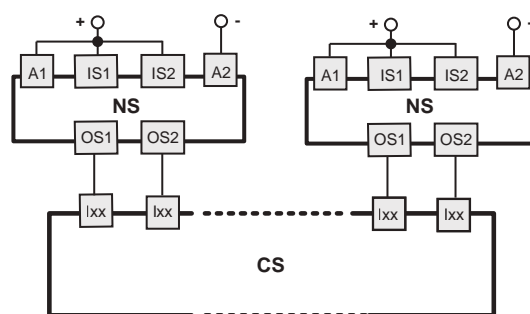 + - + -
A1 IS1 IS2 A2 A1 IS1 IS2 A2
NS NS
OS1 OS2 OS1 OS2
Ixx Ixx Ixx Ixx
CS